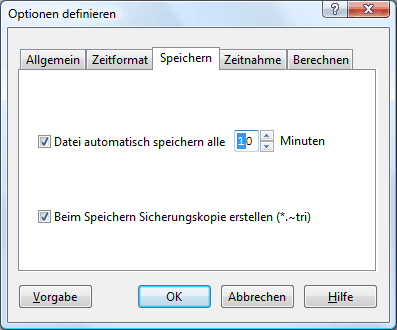 Optionen definieren
Allgemein Zeitformat Speichern Zeitnahme Berechnen
Datei automatisch speichern alle 10 Minuten
Beim Speichern Sicherungskopie erstellen (*.~tri)
Vorgabe OK Abbrechen Hilfe